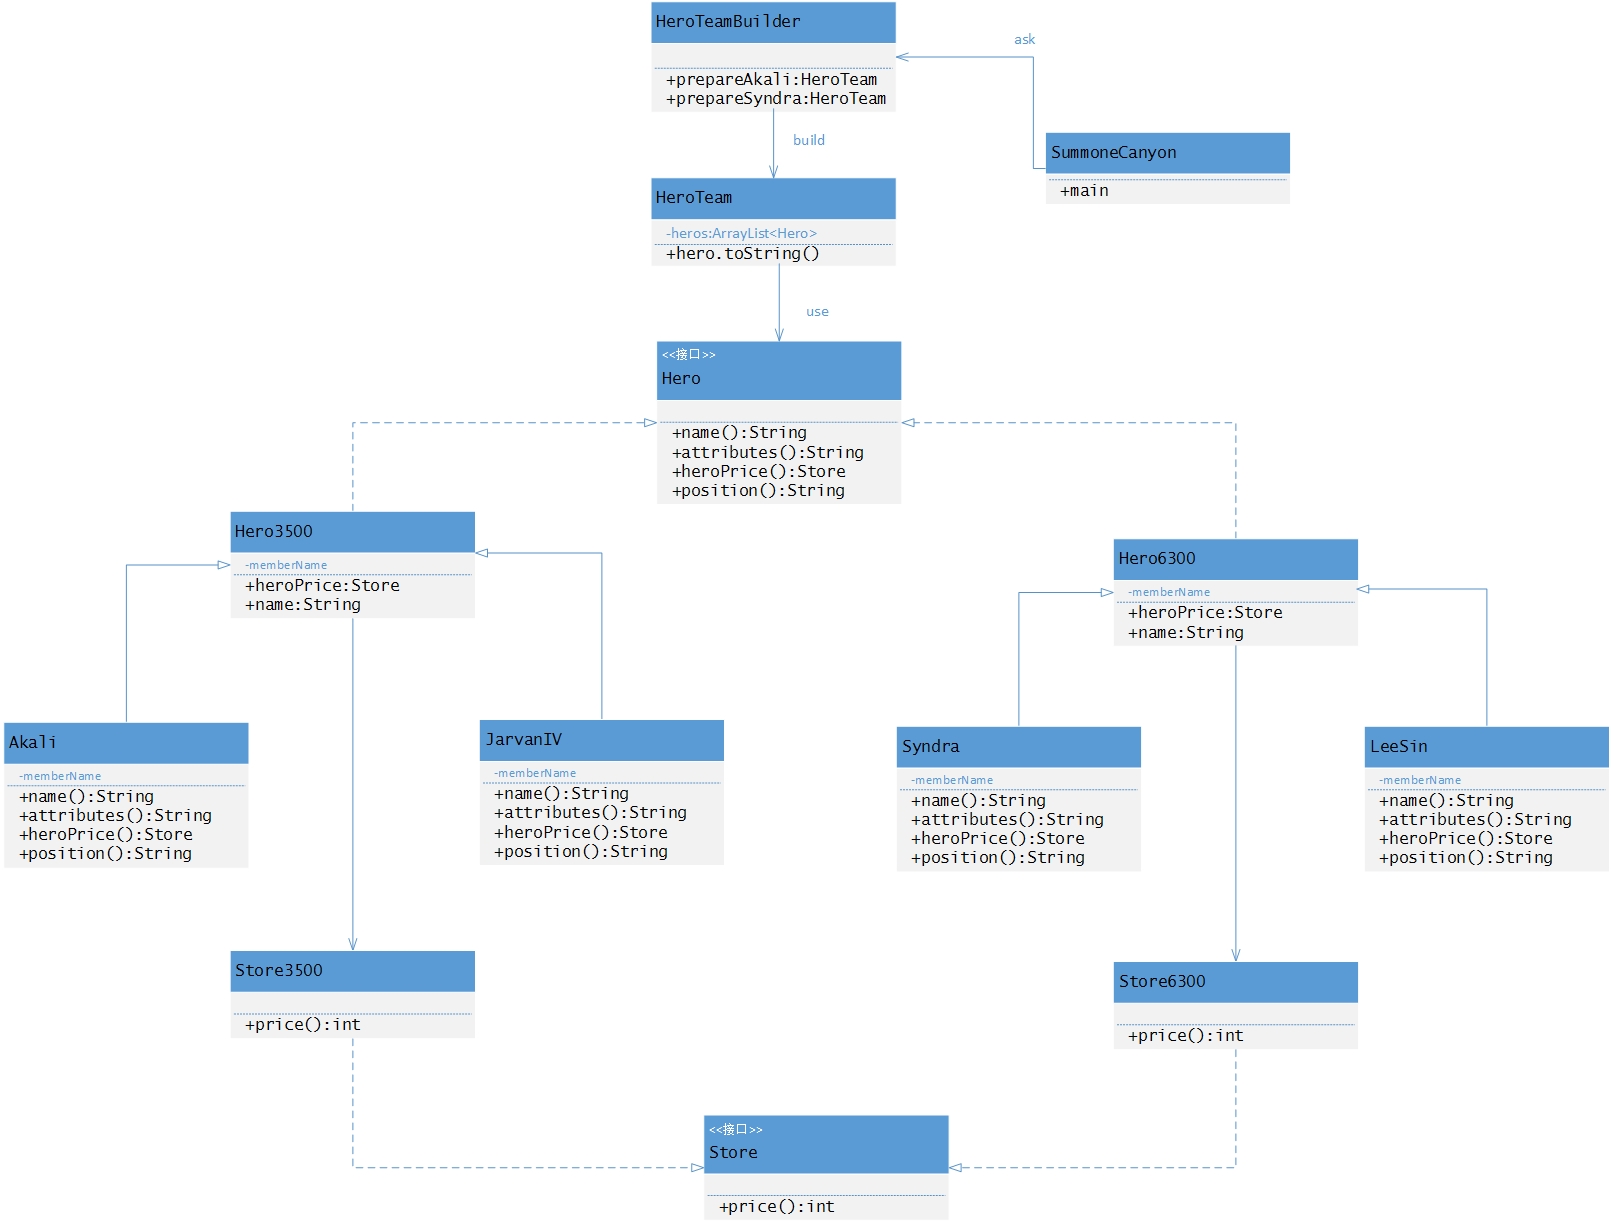 HeroTeamBuilder
+prepareAkali:HeroTeam
+prepareSyndra:HeroTeam
ask
build
SummoneCanyon
+main
HeroTeam
-heros:ArrayList<Hero>
+hero.toString()
use
<<接口>>
Hero
+name():String
+attributes():String
+heroPrice():Store
+position():String
Hero3500
-memberName
+heroPrice:Store
+name:String
Hero6300
-memberName
+heroPrice:Store
+name:String
Akali
-memberName
+name():String
+attributes():String
+heroPrice():Store
+position():String
JarvanIV
-memberName
+name():String
+attributes():String
+heroPrice():Store
+position():String
Syndra
-memberName
+name():String
+attributes():String
+heroPrice():Store
+position():String
LeeSin
-memberName
+name():String
+attributes():String
+heroPrice():Store
+position():String
Store3500
+price():int
Store6300
+price():int
<<接口>>
Store
+price():int